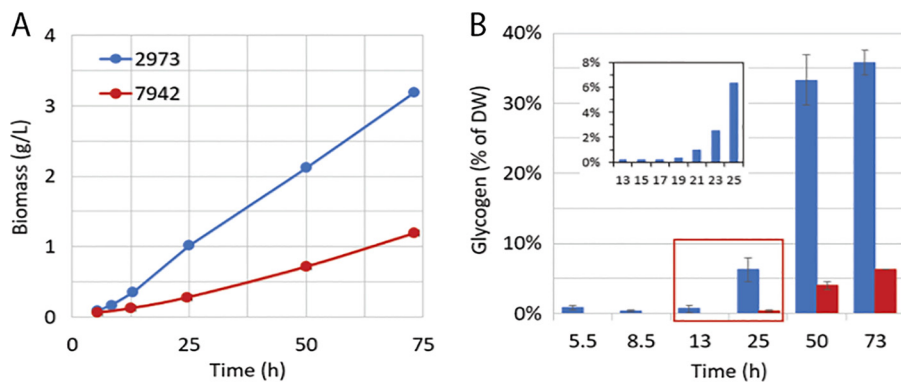 A
Biomass (g/L)
4
3
2
1
0
2973
7942
0 25 50 75
Time (h)
B
Glycogen (% of DW)
40%
30%
20%
10%
0%
8%
6%
4%
2%
0%
13 15 17 19 21 23 25
5.5 8.5 13 25 50 73
Time (h)